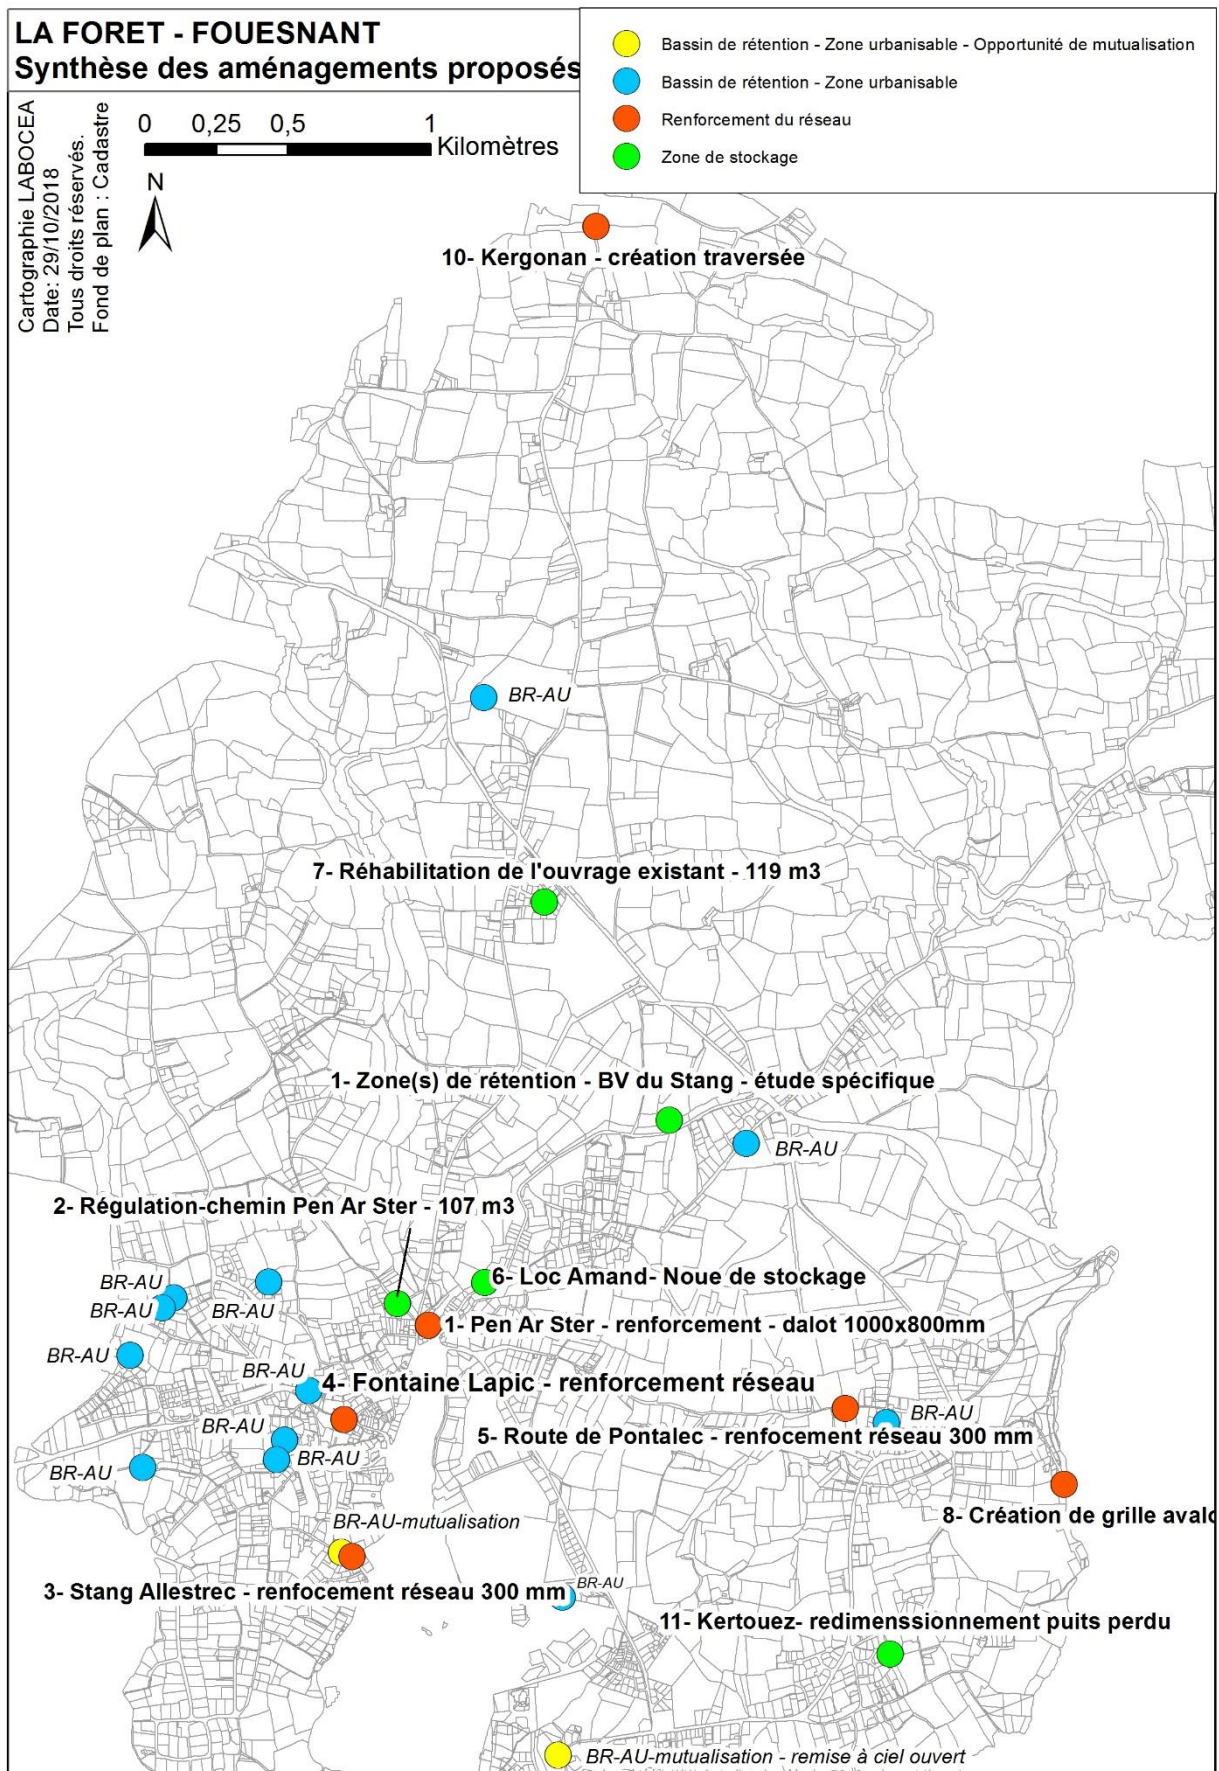 LA FORET - FOUESNANT
Synthèse des aménagements proposés
Bassin de rétention - Zone urbanisable - Opportunité de mutualisation
Bassin de rétention - Zone urbanisable
Renforcement du réseau
Zone de stockage
Cartographie LABOCEA
Date: 29/10/2018
Tous droits réservés.
Fond de plan : Cadastre
0 0,25 0,5 1
Kilomètres
N
10- Kergonan - création traversée
BR-AU
7- Réhabilitation de l'ouvrage existant - 119 m3
1- Zone(s) de rétention - BV du Stang - étude spécifique
BR-AU
2- Régulation-chemin Pen Ar Ster - 107 m3
6- Loc Amand- Noue de stockage
BR-AU
BR-AU
BR-AU
1- Pen Ar Ster - renforcement - dalot 1000x800mm
BR-AU
BR-AU
4- Fontaine Lapic - renforcement réseau
BR-AU
BR-AU
5- Route de Pontalec - renfocement réseau 300 mm
BR-AU
BR-AU
8- Création de grille avalo
BR-AU-mutualisation
3- Stang Allestrec - renfocement réseau 300 mm
BR-AU
11- Kertouez- redimenssionnement puits perdu
BR-AU-mutualisation - remise à ciel ouvert